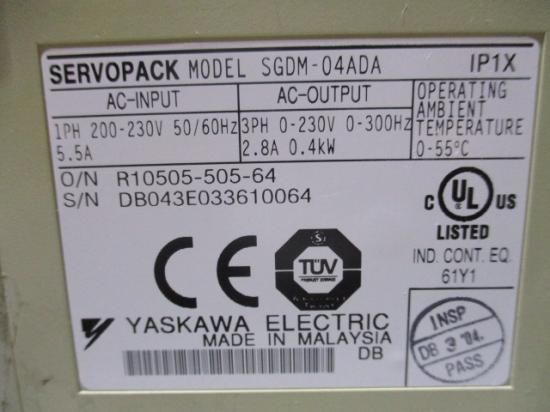 SERVOPACK MODEL SGDM-04ADA IP1X
AC-INPUT AC-OUTPUT OPERATING AMBIENT TEMPERATURE 0-55°C
1PH 200-230V 50/60Hz 3PH 0-230V 0-300Hz
5.5A 2.8A 0.4kW
O/N R10505-505-64
S/N DB043E033610064
C UL US
LISTED
IND. CONT. EQ.
61Y1
CE
S
TÜV
PRODUCT SERVICE
YASKAWA ELECTRIC
MADE IN MALAYSIA
DB
INSP
DB 3 '04.
PASS